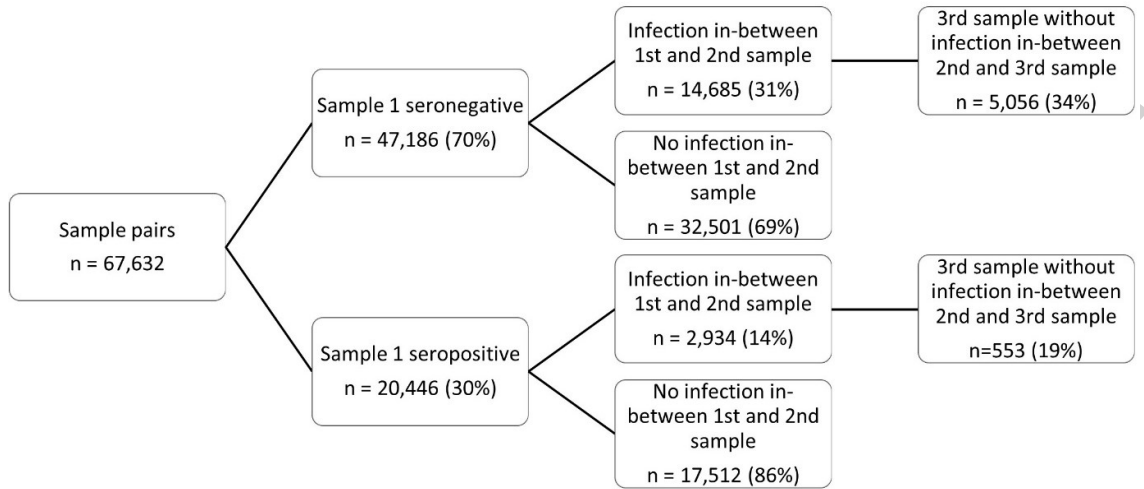 Sample pairs
n = 67,632
Sample 1 seronegative
n = 47,186 (70%)
Infection in-between
1st and 2nd sample
n = 14,685 (31%)
3rd sample without
infection in-between
2nd and 3rd sample
n = 5,056 (34%)
No infection in-
between 1st and 2nd
sample
n = 32,501 (69%)
Sample 1 seropositive
n = 20,446 (30%)
Infection in-between
1st and 2nd sample
n = 2,934 (14%)
3rd sample without
infection in-between
2nd and 3rd sample
n=553 (19%)
No infection in-
between 1st and 2nd
sample
n = 17,512 (86%)